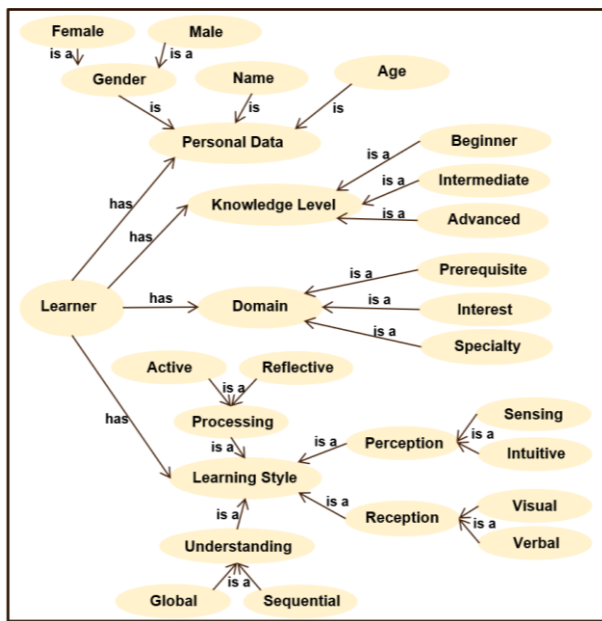 Female
Male
is a
is a
Gender
Name
Age
is
is
is
Personal Data
Beginner
is a
Intermediate
has
Knowledge Level
is a
is a
Advanced
has
Prerequisite
is a
Learner
has
Domain
is a
Interest
is a
Specialty
Active
Reflective
is a
has
Processing
Sensing
is a
is a
Perception
is a
Intuitive
Learning Style
is a
Visual
is a
Reception
is a
Understanding
Verbal
is a
Global
Sequential